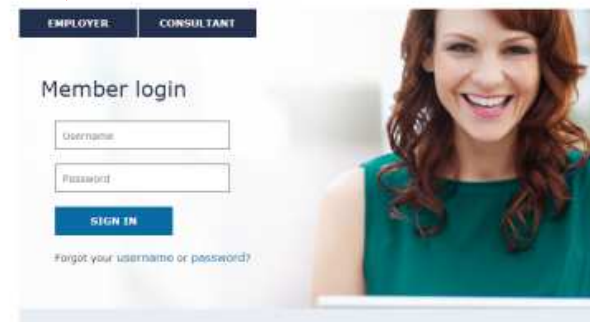 EMPLOYER CONSULTANT
Member login
Username
Password
SIGN IN
Forgot your username or password?